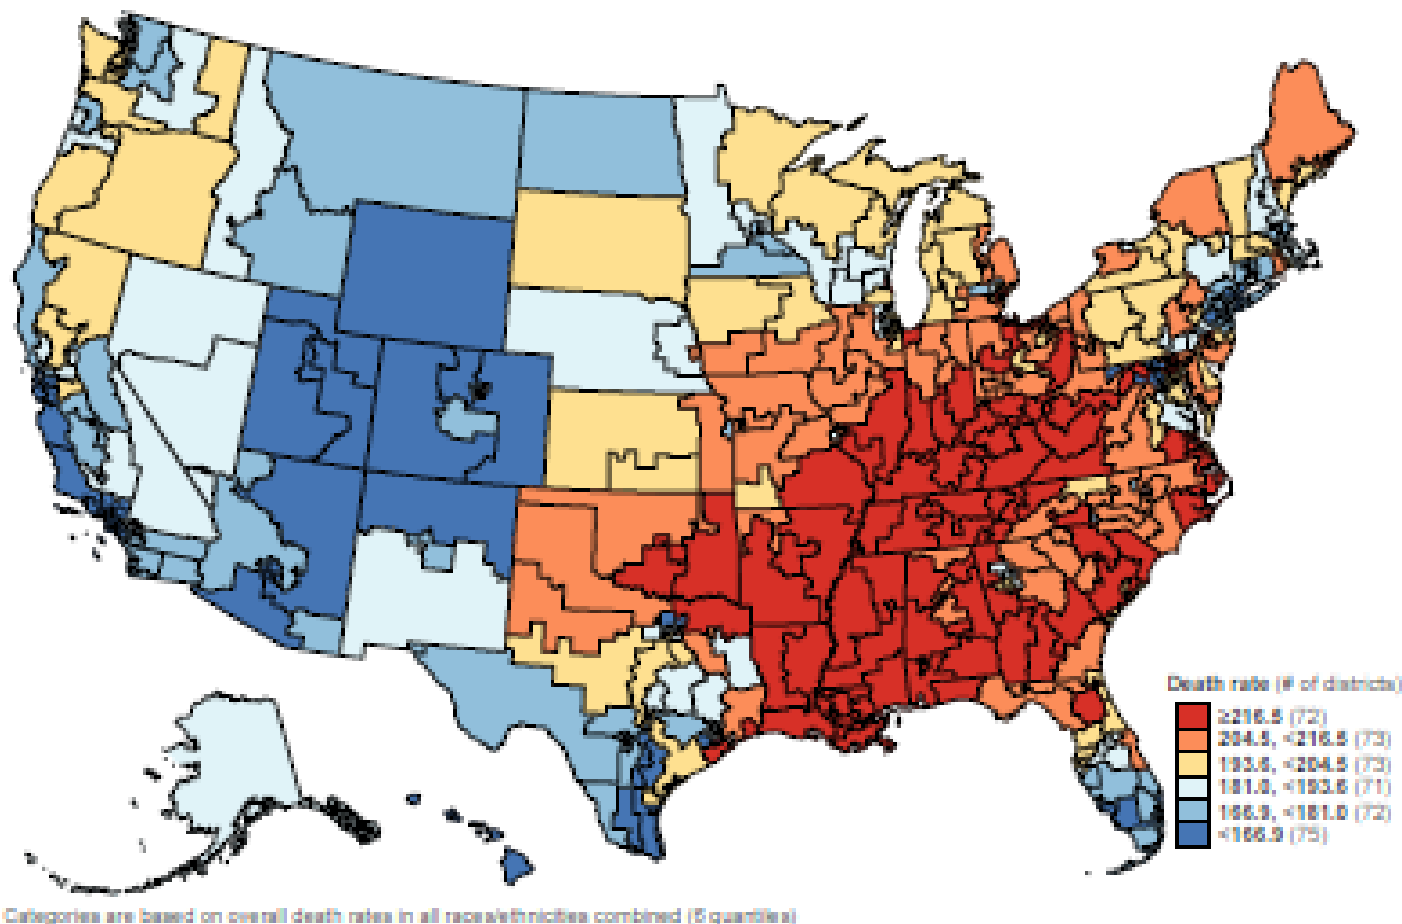 Death rate (# of districts)
≥216.5 (72)
204.5, <216.5 (73)
193.6, <204.5 (73)
181.0, <193.6 (71)
166.9, <181.0 (72)
<166.9 (75)
Categories are based on overall death rates in all races/ethnicities combined (6 quantiles)